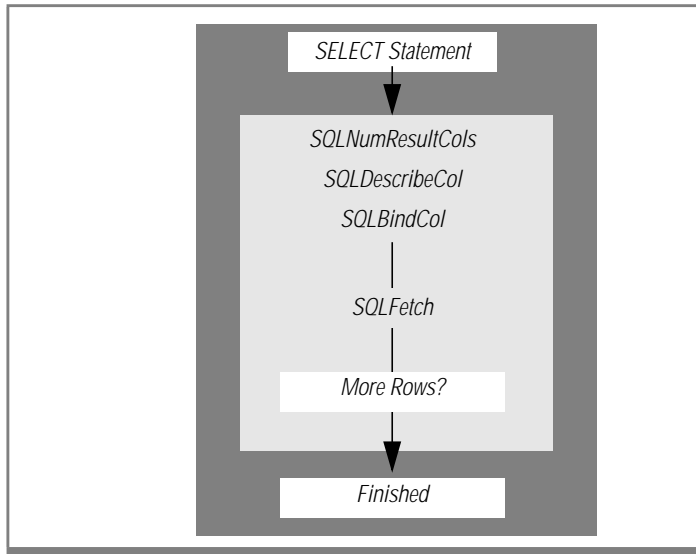 SELECT Statement
SQLNumResultCols
SQLDescribeCol
SQLBindCol
SQLFetch
More Rows?
Finished